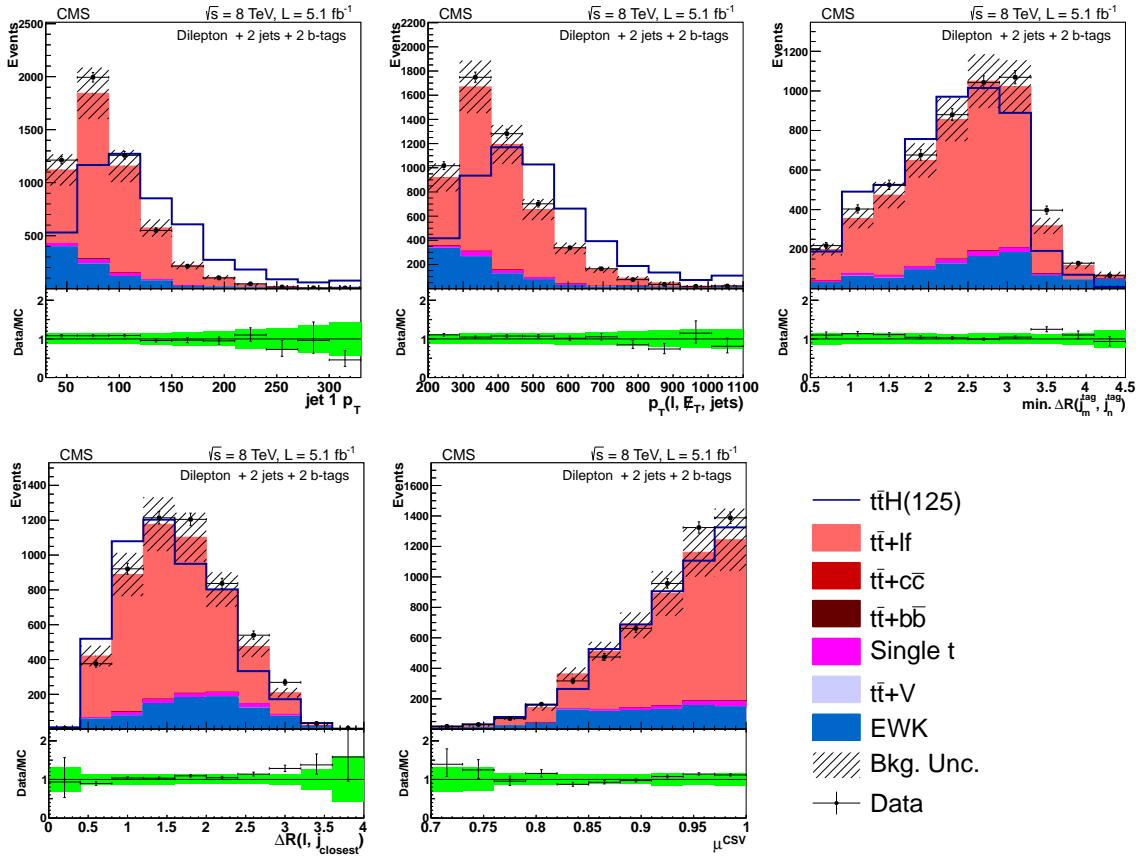 CMS √s = 8 TeV, L = 5.1 fb⁻¹
Dilepton + 2 jets + 2 b-tags
Events
2000
1500
1000
500
Data/MC
2
1
0
50 100 150 200 250 300
jet 1 p_T
CMS √s = 8 TeV, L = 5.1 fb⁻¹
Dilepton + 2 jets + 2 b-tags
Events
2200
2000
1800
1600
1400
1200
1000
800
600
400
200
Data/MC
2
1
0
200 300 400 500 600 700 800 900 1000 1100
p_T(l, E̸_T, jets)
CMS √s = 8 TeV, L = 5.1 fb⁻¹
Dilepton + 2 jets + 2 b-tags
Events
1200
1000
800
600
400
200
Data/MC
2
1
0
0.5 1 1.5 2 2.5 3 3.5 4 4.5
min. ΔR(j_m^tag, j_n^tag)
CMS √s = 8 TeV, L = 5.1 fb⁻¹
Dilepton + 2 jets + 2 b-tags
Events
1400
1200
1000
800
600
400
200
Data/MC
2
1
0
0 0.5 1 1.5 2 2.5 3 3.5 4
ΔR(l, j_closest)
CMS √s = 8 TeV, L = 5.1 fb⁻¹
Dilepton + 2 jets + 2 b-tags
Events
1600
1400
1200
1000
800
600
400
200
Data/MC
2
1
0
0.7 0.75 0.8 0.85 0.9 0.95 1
μ^CSV
tt̄H(125)
tt̄+lf
tt̄+cc̄
tt̄+bb̄
Single t
tt̄+V
EWK
Bkg. Unc.
Data